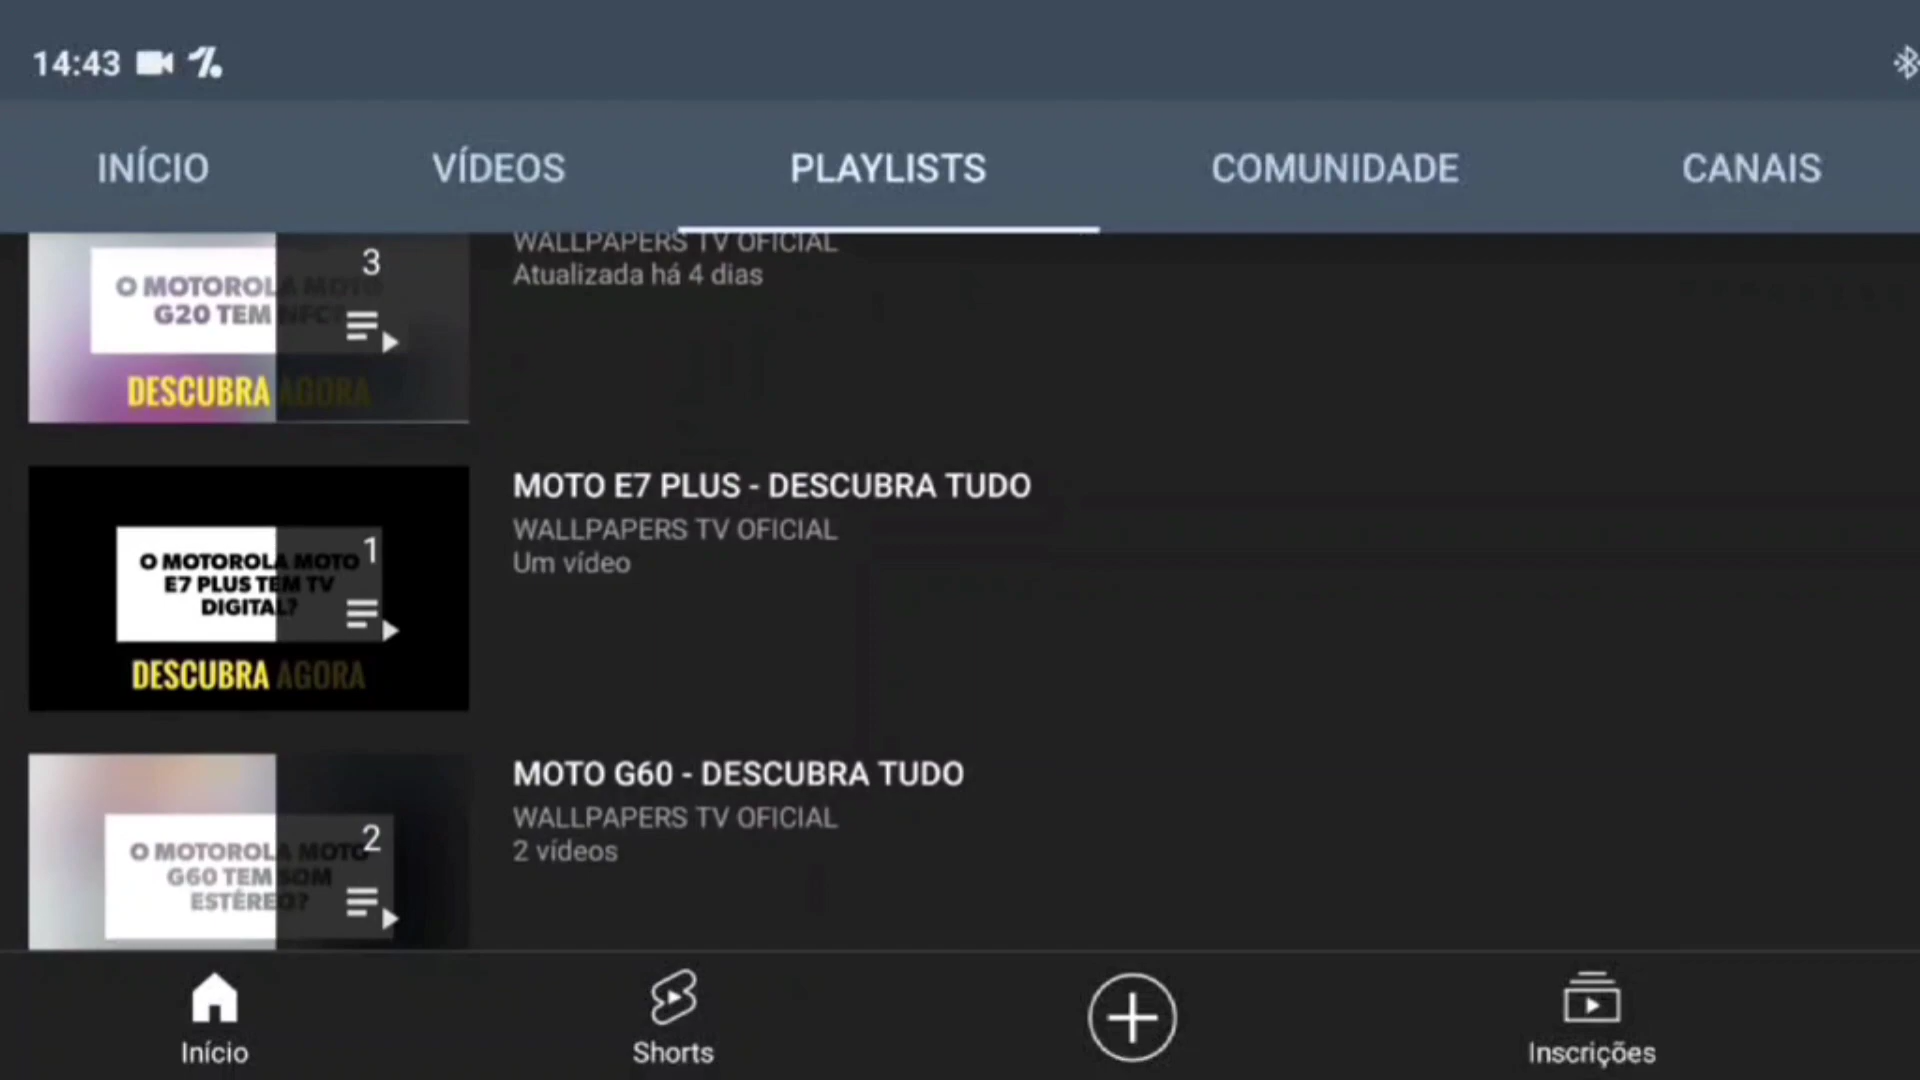 14:43
INÍCIO
VÍDEOS
PLAYLISTS
COMUNIDADE
CANAIS
WALLPAPERS TV OFICIAL
Atualizada há 4 dias
3
O MOTOROLA MOTO
G20 TEM NFC?
DESCUBRA AGORA
MOTO E7 PLUS - DESCUBRA TUDO
WALLPAPERS TV OFICIAL
Um vídeo
1
O MOTOROLA MOTO
E7 PLUS TEM TV
DIGITAL?
DESCUBRA AGORA
MOTO G60 - DESCUBRA TUDO
WALLPAPERS TV OFICIAL
2 vídeos
2
O MOTOROLA MOTO
G60 TEM SOM
ESTÉREO?
Início
Shorts
Inscrições